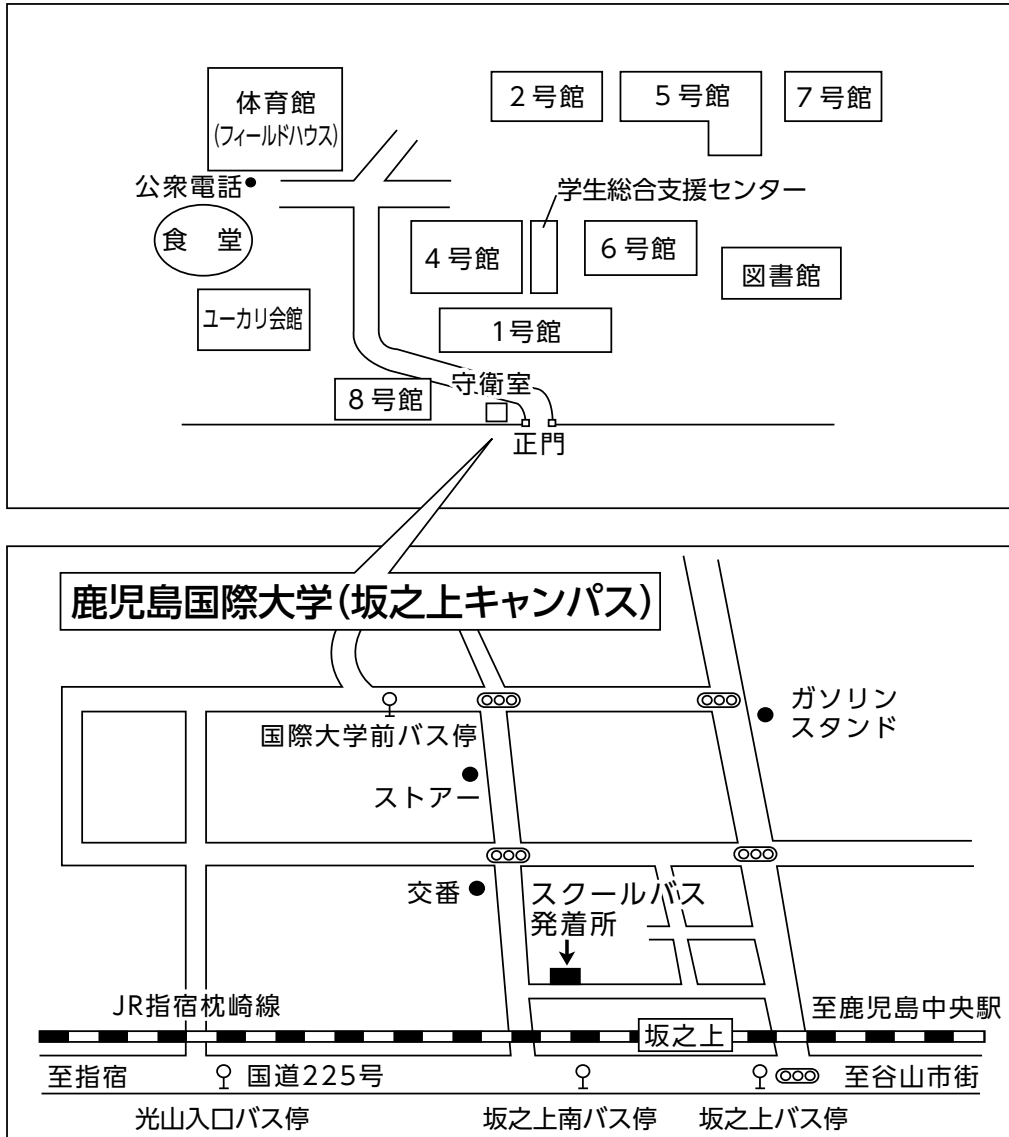 体育館
(フィールドハウス)
2号館
5号館
7号館
公衆電話
学生総合支援センター
食 堂
4号館
6号館
図書館
ユーカリ会館
1号館
守衛室
8号館
正門
鹿児島国際大学(坂之上キャンパス)
ガソリン
スタンド
国際大学前バス停
ストアー
交番
スクールバス
発着所
JR指宿枕崎線
至鹿児島中央駅
坂之上
至指宿
国道225号
至谷山市街
光山入口バス停
坂之上南バス停
坂之上バス停